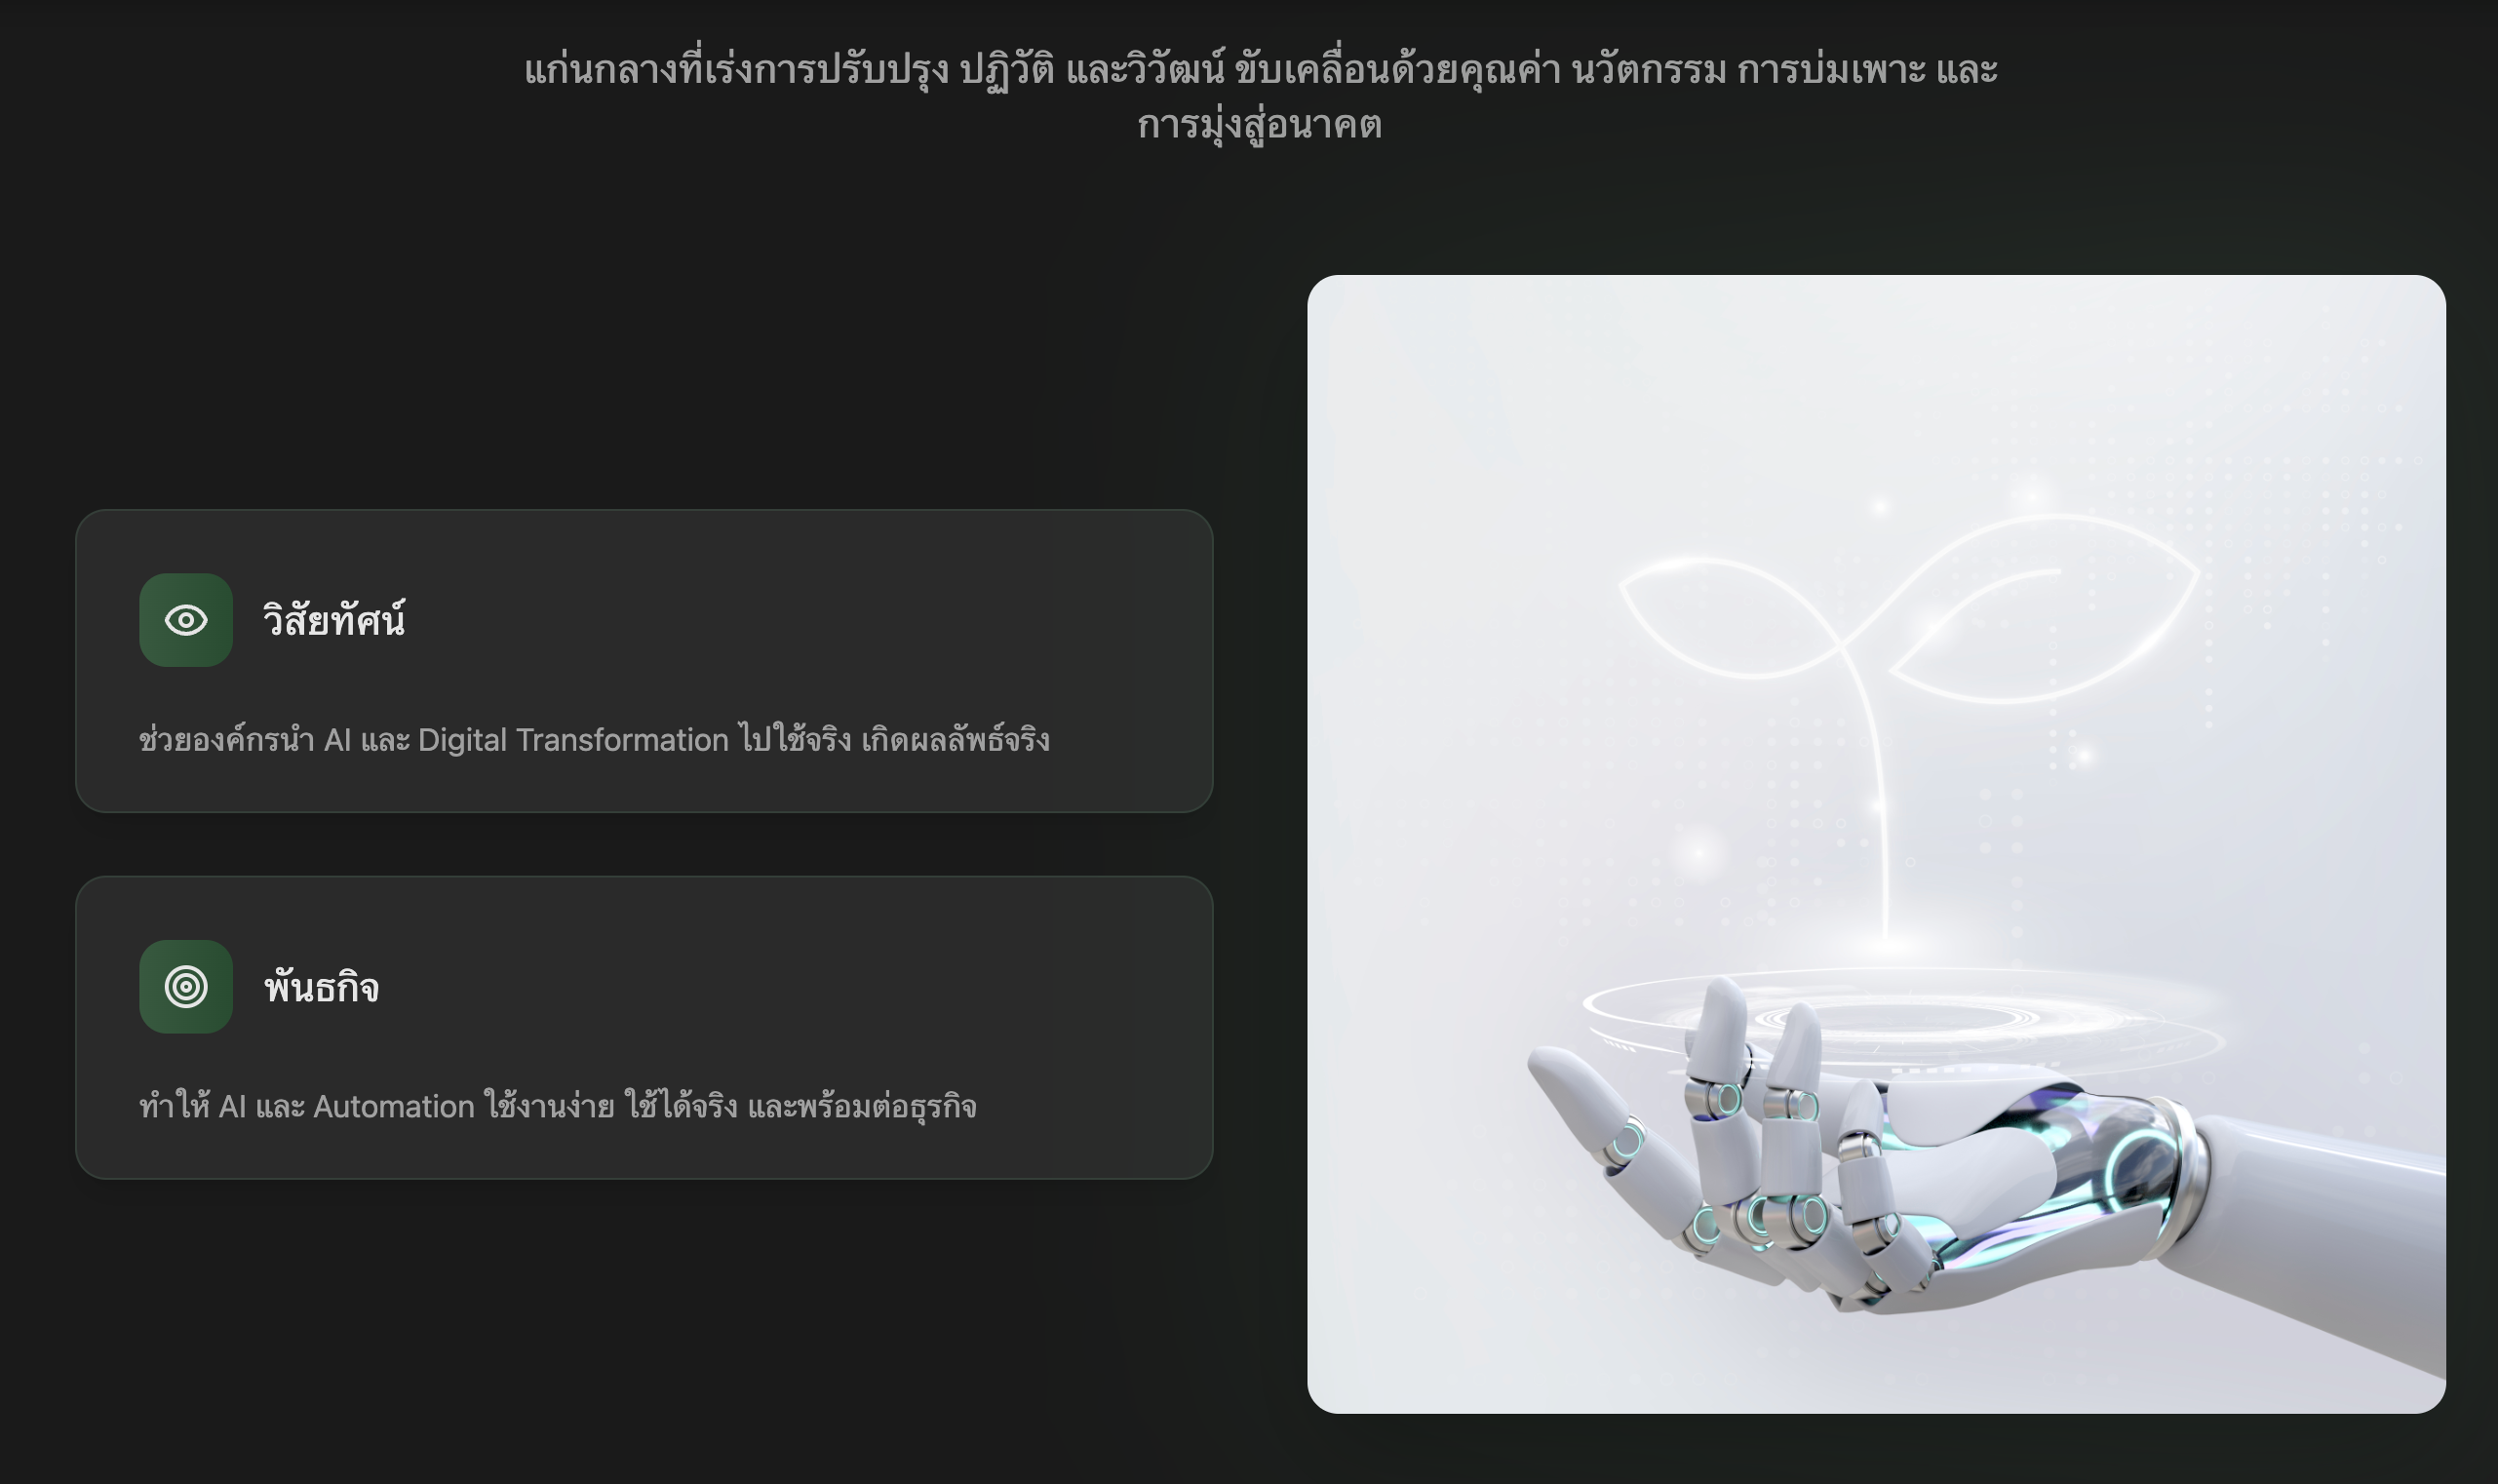 แก่นกลางที่เร่งการปรับปรุง ปฏิวัติ และวิวัฒน์ ขับเคลื่อนด้วยคุณค่า นวัตกรรม การบ่มเพาะ และ
การมุ่งสู่อนาคต
วิสัยทัศน์
ช่วยองค์กรนำ AI และ Digital Transformation ไปใช้จริง เกิดผลลัพธ์จริง
พันธกิจ
ทำให้ AI และ Automation ใช้งานง่าย ใช้ได้จริง และพร้อมต่อธุรกิจ